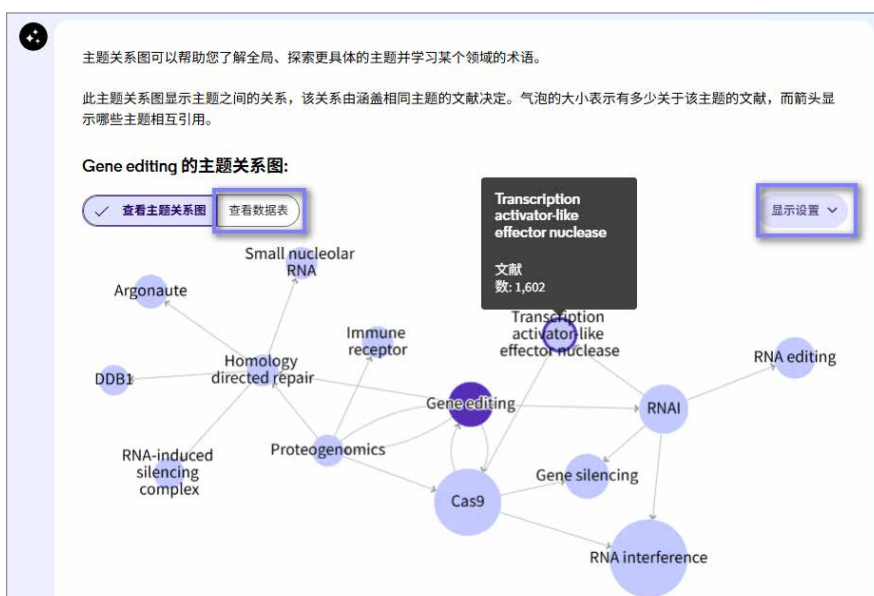 主题关系图可以帮助您了解全局、探索更具体的主题并学习某个领域的术语。
此主题关系图显示主题之间的关系，该关系由涵盖相同主题的文献决定。气泡的大小表示有多少关于该主题的文献，而箭头显
示哪些主题相互引用。
Gene editing 的主题关系图:
查看主题关系图
查看数据表
显示设置
Transcription
activator-like
effector nuclease
文献
数: 1,602
Small nucleolar
RNA
Argonaute
Transcription
activator-like
effector nuclease
Immune
receptor
RNA editing
Homology
directed repair
DDB1
Gene editing
RNAI
Proteogenomics
RNA-induced
silencing
complex
Gene silencing
Cas9
RNA interference